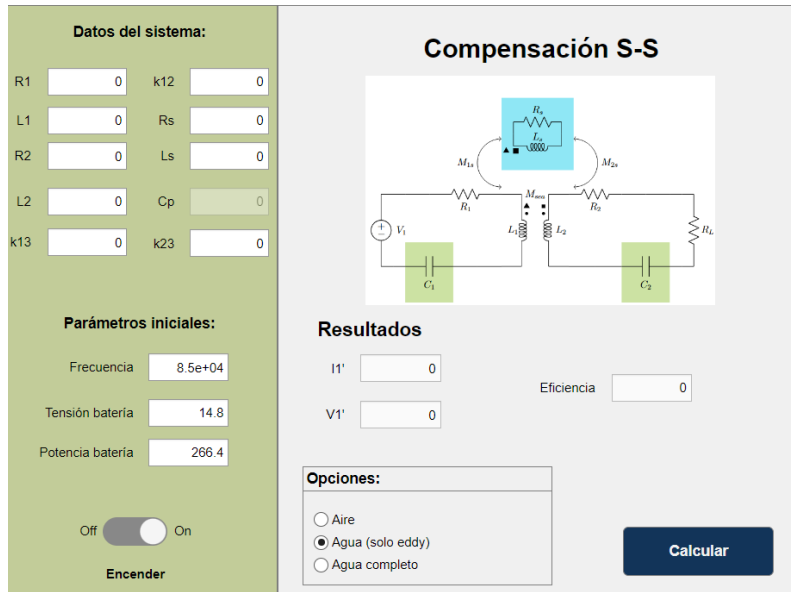 Datos del sistema:
R1 0 k12 0
L1 0 Rs 0
R2 0 Ls 0
L2 0 Cp 0
k13 0 k23 0
Parámetros iniciales:
Frecuencia 8.5e+04
Tensión batería 14.8
Potencia batería 266.4
Off On
Encender
Compensación S-S
Rs
Ls
M1s M2s
Msea
R1 R2
V1 L1 L2 RL
C1 C2
Resultados
I1' 0
Eficiencia 0
V1' 0
Opciones:
Aire
Agua (solo eddy)
Agua completo
Calcular